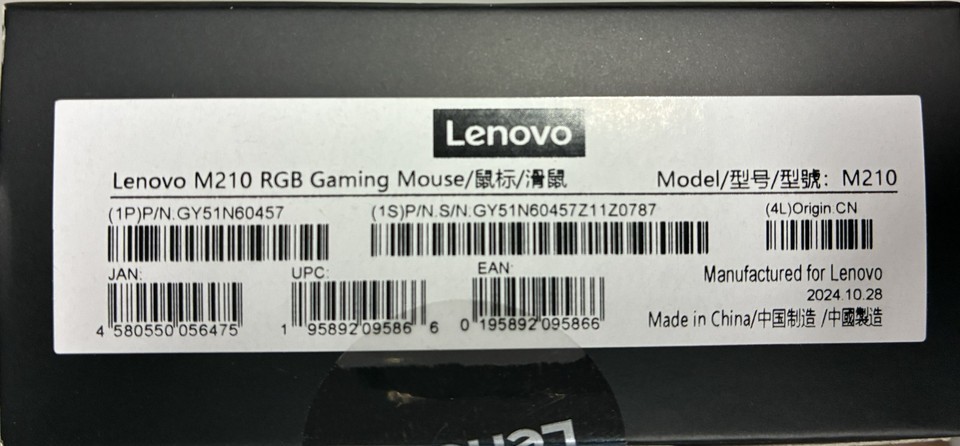 Lenovo
Lenovo M210 RGB Gaming Mouse/鼠标/滑鼠 Model/型号/型號: M210
(1P)P/N.GY51N60457 (1S)P/N.S/N.GY51N60457Z11Z0787 (4L)Origin.CN
JAN: UPC: EAN: Manufactured for Lenovo
2024.10.28
4 580550 056475 1 95892 09586 6 0 195892 095866 Made in China/中国制造 /中國製造
Lenovo